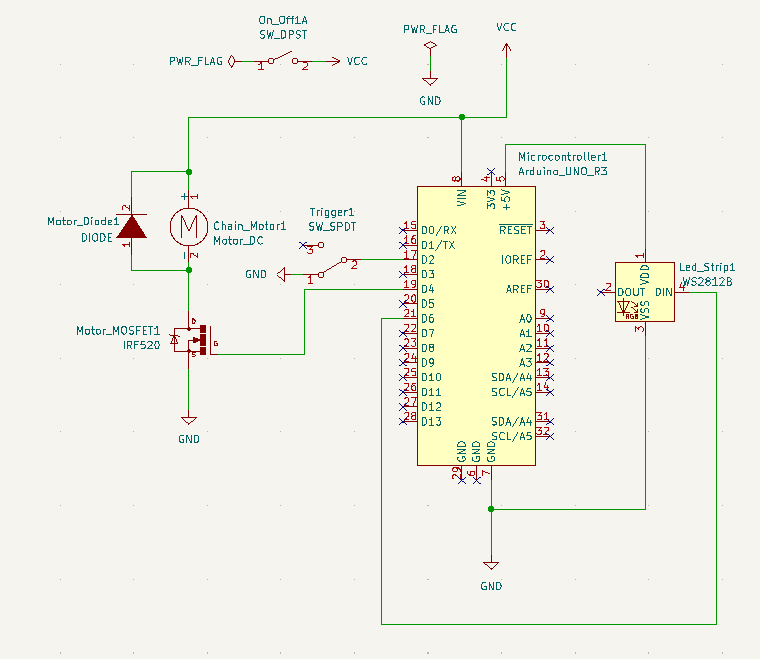 On_Off1A
SW_DPST
PWR_FLAG
1
2
VCC
PWR_FLAG
GND
VCC
Motor_Diode1
DIODE
2
1
+
1
M
-
2
Chain_Motor1
Motor_DC
Trigger1
SW_SPDT
3
2
1
GND
Motor_MOSFET1
IRF520
D
G
S
GND
Microcontroller1
Arduino_UNO_R3
8
VIN
4
3V3
5
+5V
15 D0/RX
16 D1/TX
17 D2
18 D3
19 D4
20 D5
21 D6
22 D7
23 D8
24 D9
25 D10
26 D11
27 D12
28 D13
RESET 3
IOREF 2
AREF 30
A0 9
A1 10
A2 11
A3 12
SDA/A4 13
SCL/A5 14
SDA/A4 31
SCL/A5 32
GND
29
GND
6
GND
7
GND
Led_Strip1
WS2812B
1
VDD
2
DOUT
DIN
4
RGB
VSS
3